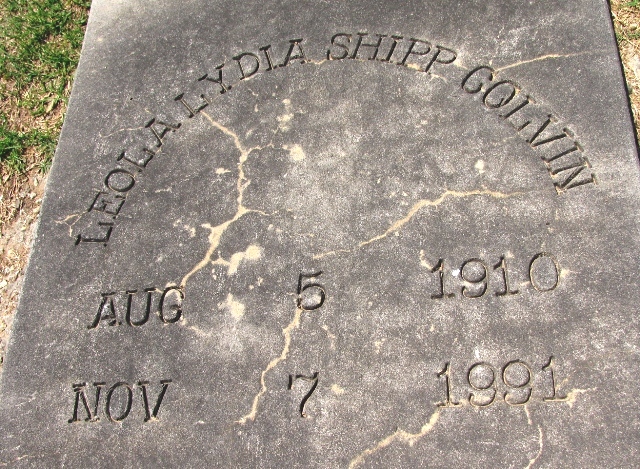 LEOLA LYDIA SHIPP COLVIN
AUG 5 1910
NOV 7 1991